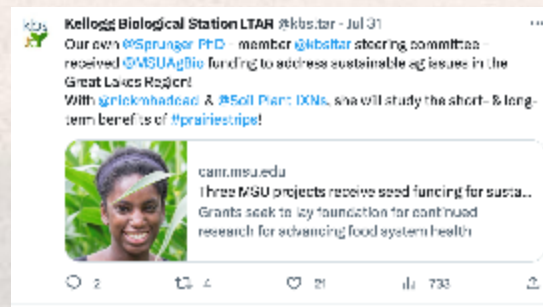 Kellogg Biological Station LTAR @kbsltar - Jul 31
Our own @Sprunger PhD - member @kbsltar steering committee -
received @MSUAgBio funding to address sustainable ag issues in the
Great Lakes Region!
With & @Soil Plant IXNs, she will study the short- & long-
term benefits of #prairiestrips!
canr.msu.edu
Three MSU projects receive seed funding for susta...
Grants seek to lay foundation for continued
research for advancing food system health
2 4 21 733